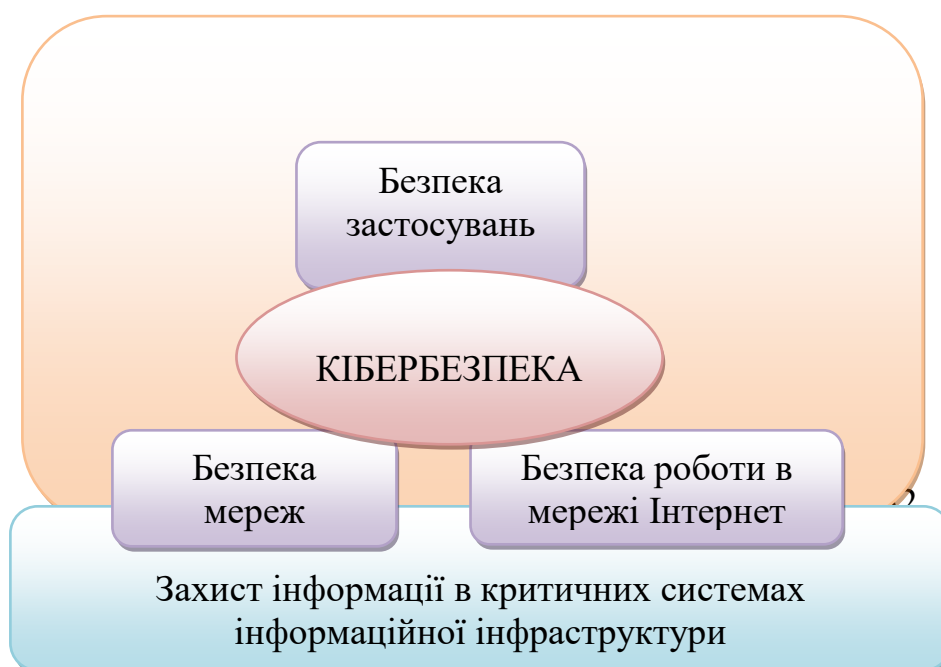 Безпека
застосувань
КІБЕРБЕЗПЕКА
Безпека
мереж
Безпека роботи в
мережі Інтернет
Захист інформації в критичних системах
інформаційної інфраструктури